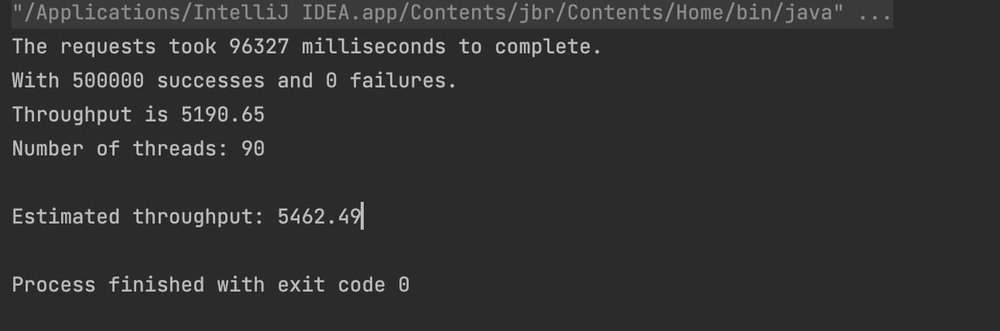 "/Applications/IntelliJ IDEA.app/Contents/jbr/Contents/Home/bin/java" ...
The requests took 96327 milliseconds to complete.
With 500000 successes and 0 failures.
Throughput is 5190.65
Number of threads: 90
Estimated throughput: 5462.49
Process finished with exit code 0